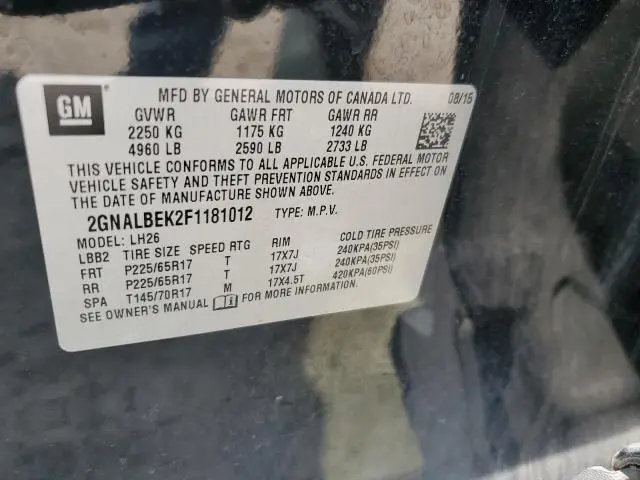 GM
MFD BY GENERAL MOTORS OF CANADA LTD. 08/15
GVWR GAWR FRT GAWR RR
2250 KG 1175 KG 1240 KG
4960 LB 2590 LB 2733 LB
THIS VEHICLE CONFORMS TO ALL APPLICABLE U.S. FEDERAL MOTOR
VEHICLE SAFETY AND THEFT PREVENTION STANDARDS IN EFFECT ON
THE DATE OF MANUFACTURE SHOWN ABOVE.
2GNALBEK2F1181012 TYPE: M.P.V.
MODEL: LH26
LBB2 TIRE SIZE SPEED RTG RIM COLD TIRE PRESSURE
FRT P225/65R17 T 17X7J 240KPA(35PSI)
RR P225/65R17 T 17X7J 240KPA(35PSI)
SPA T145/70R17 M 17X4.5T 420KPA(60PSI)
SEE OWNER'S MANUAL FOR MORE INFORMATION.